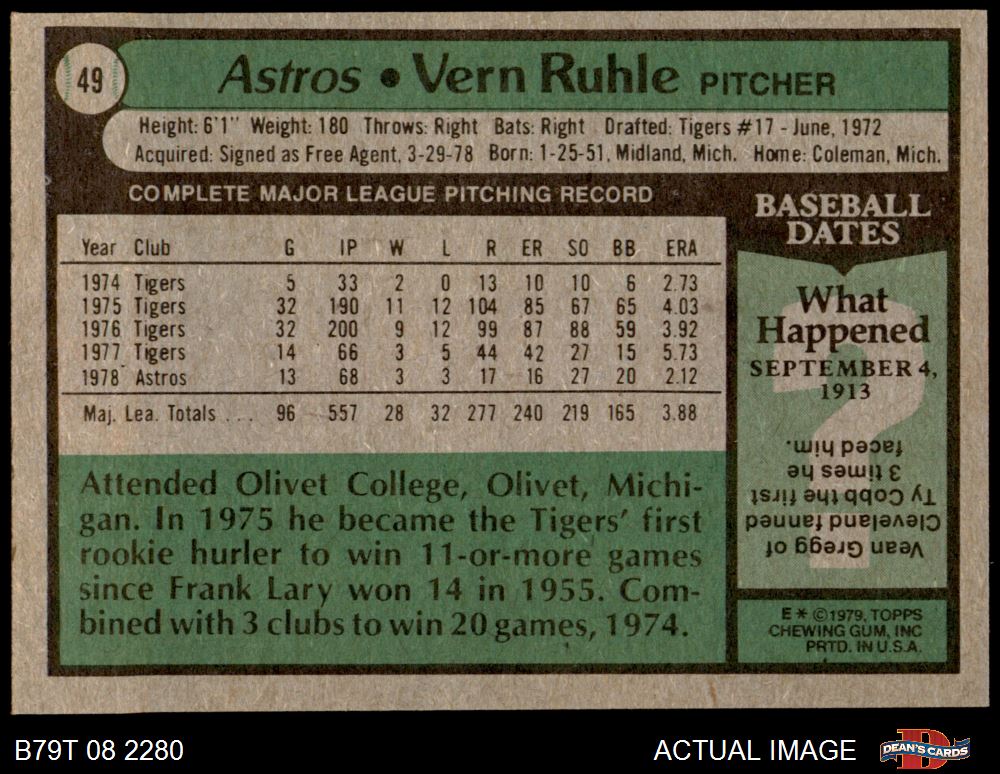 49
Astros • Vern Ruhle PITCHER
Height: 6'1" Weight: 180 Throws: Right Bats: Right Drafted: Tigers #17 - June, 1972
Acquired: Signed as Free Agent, 3-29-78 Born: 1-25-51, Midland, Mich. Home: Coleman, Mich.
COMPLETE MAJOR LEAGUE PITCHING RECORD
Year Club G IP W L R ER SO BB ERA
1974 Tigers 5 33 2 0 13 10 10 6 2.73
1975 Tigers 32 190 11 12 104 85 67 65 4.03
1976 Tigers 32 200 9 12 99 87 88 59 3.92
1977 Tigers 14 66 3 5 44 42 27 15 5.73
1978 Astros 13 68 3 3 17 16 27 20 2.12
Maj. Lea. Totals . . . 96 557 28 32 277 240 219 165 3.88
Attended Olivet College, Olivet, Michi-
gan. In 1975 he became the Tigers' first
rookie hurler to win 11-or-more games
since Frank Lary won 14 in 1955. Com-
bined with 3 clubs to win 20 games, 1974.
BASEBALL
DATES
What
Happened
SEPTEMBER 4,
1913
?
Vean Gregg of
Cleveland fanned
Ty Cobb the first
3 times he
faced him.
E * ©1979, TOPPS
CHEWING GUM, INC
PRTD. IN U.S.A.
B79T 08 2280
ACTUAL IMAGE
DEAN'S CARDS